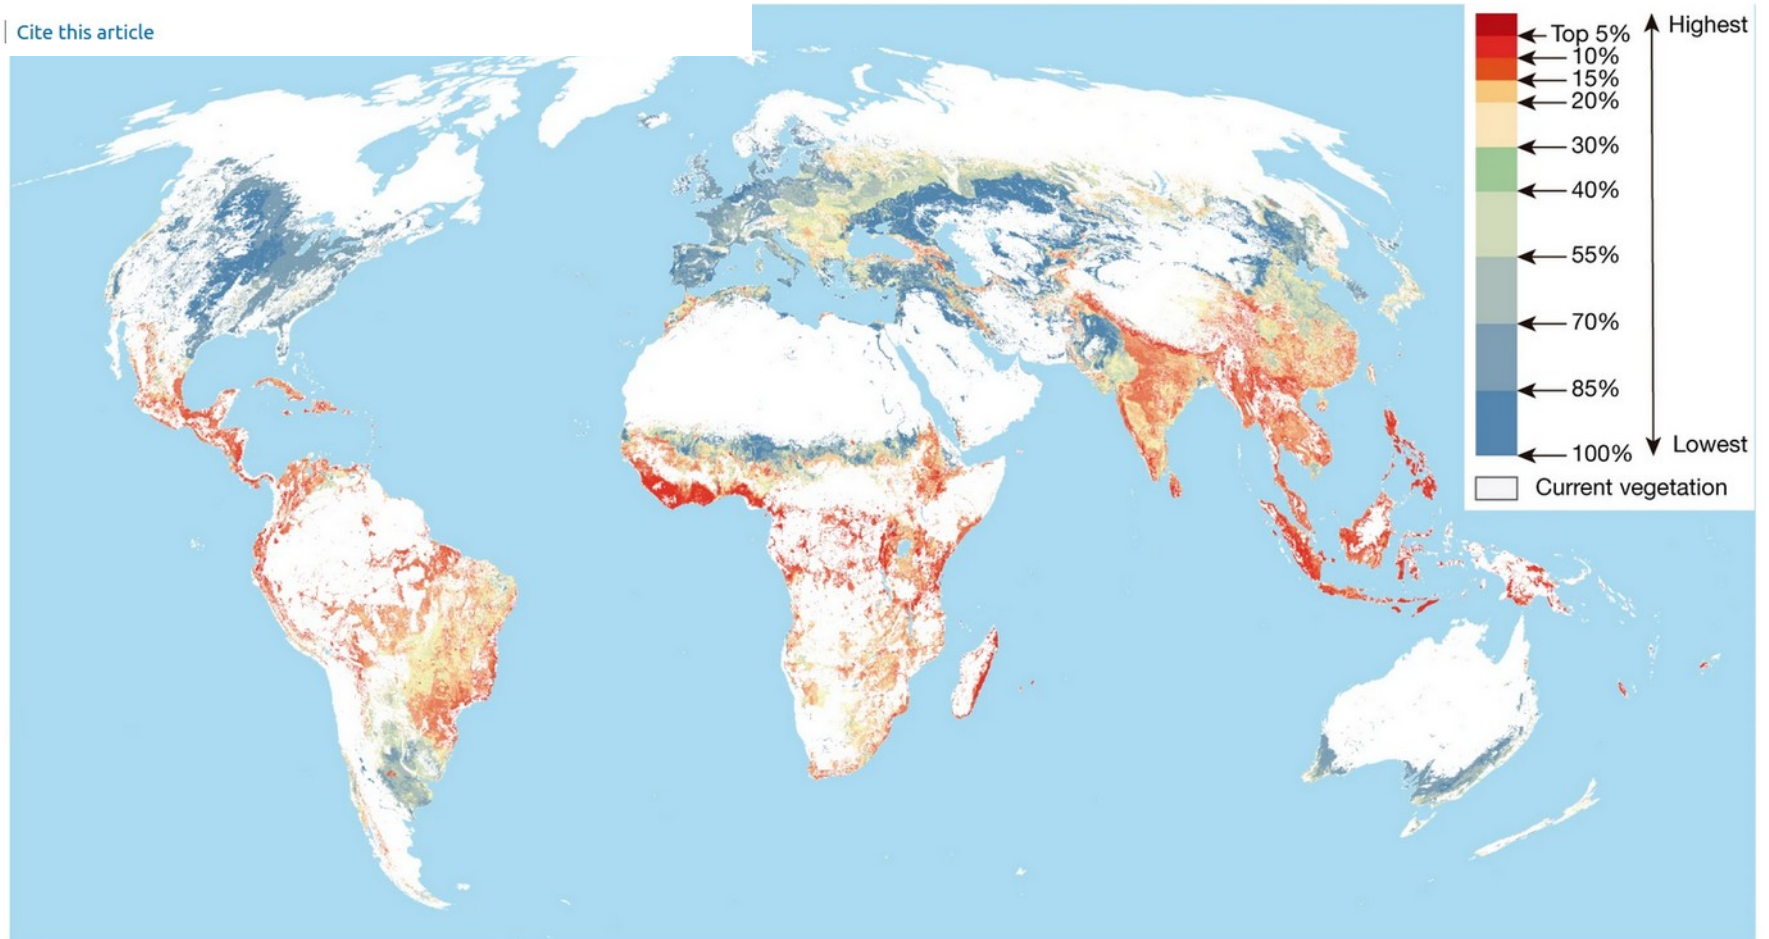 Cite this article
Highest
Top 5%
10%
15%
20%
30%
40%
55%
70%
85%
100%
Lowest
Current vegetation